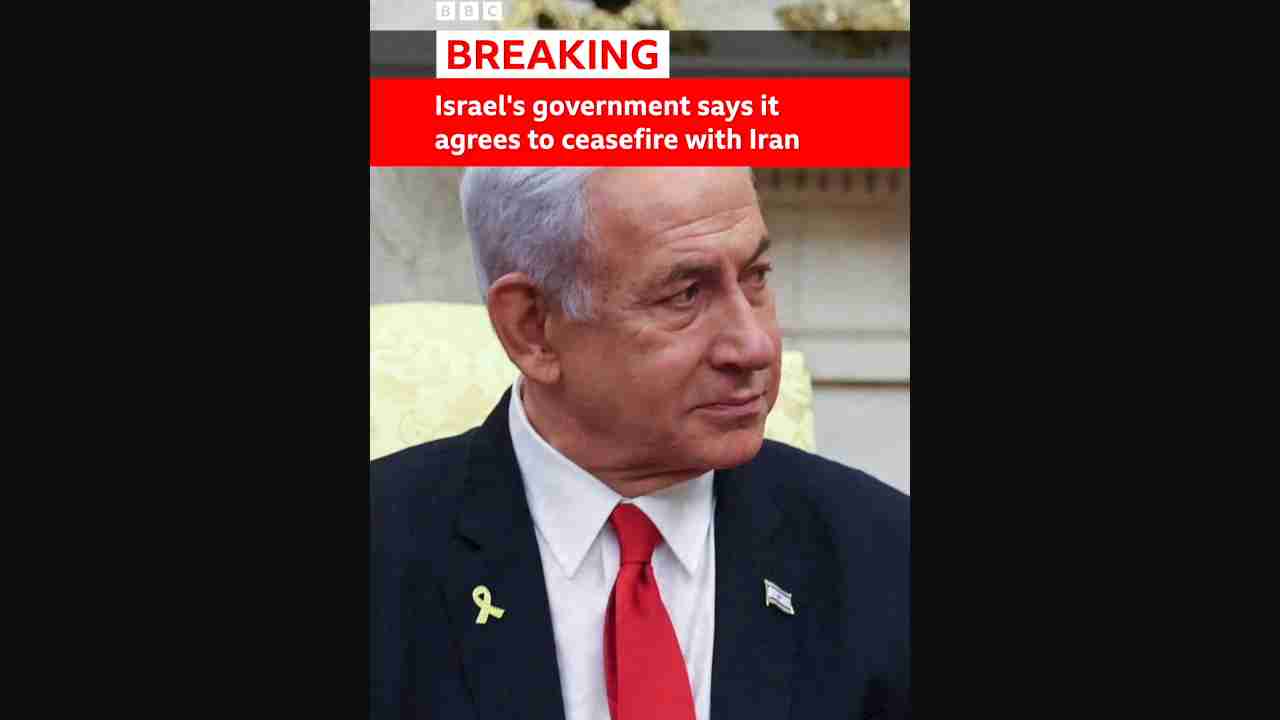 BBC
BREAKING
Israel's government says it
agrees to ceasefire with Iran